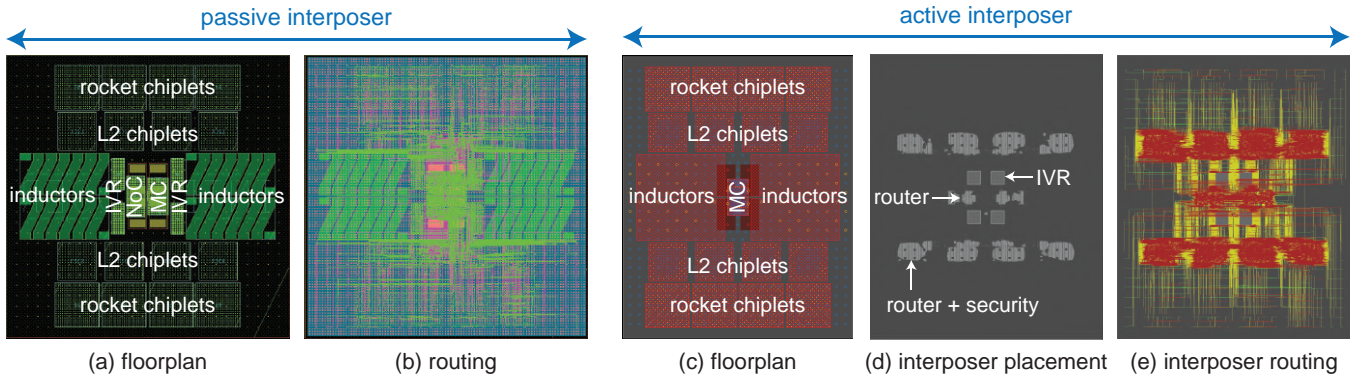 passive interposer
active interposer
rocket chiplets
L2 chiplets
inductors
IVR
NoC
MC
IVR
inductors
L2 chiplets
rocket chiplets
rocket chiplets
L2 chiplets
inductors
MC
inductors
L2 chiplets
rocket chiplets
IVR
router
router + security
(a) floorplan
(b) routing
(c) floorplan
(d) interposer placement
(e) interposer routing